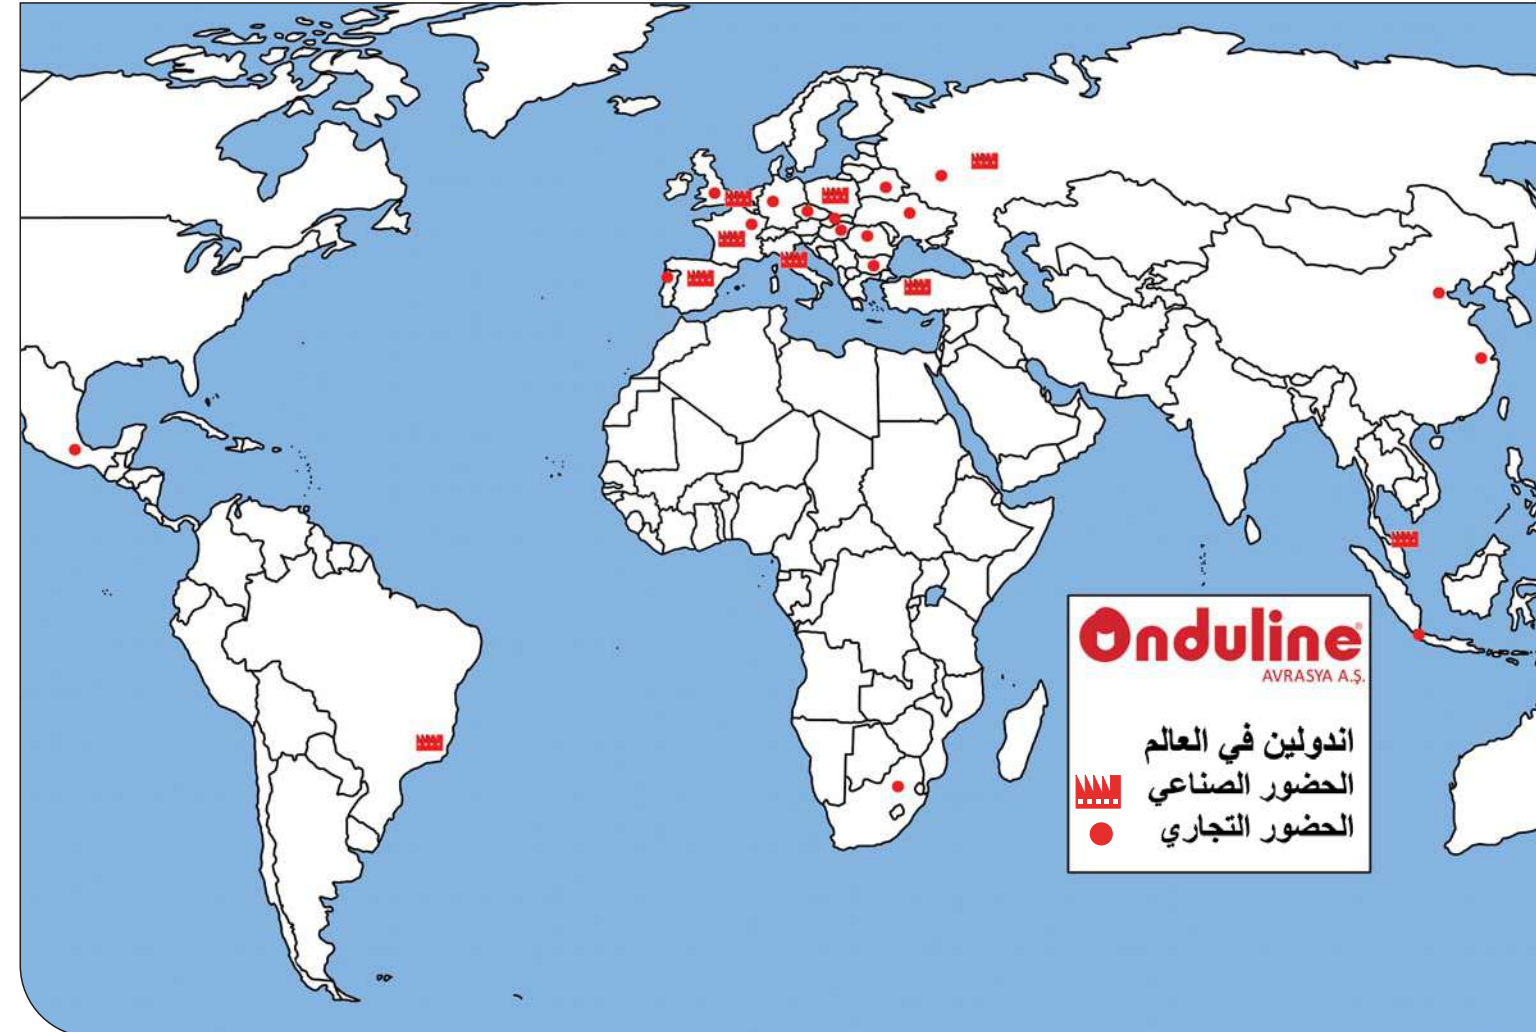 Onduline®
AVRASYA A.Ş.
اندولين في العالم
الحضور الصناعي
الحضور التجاري